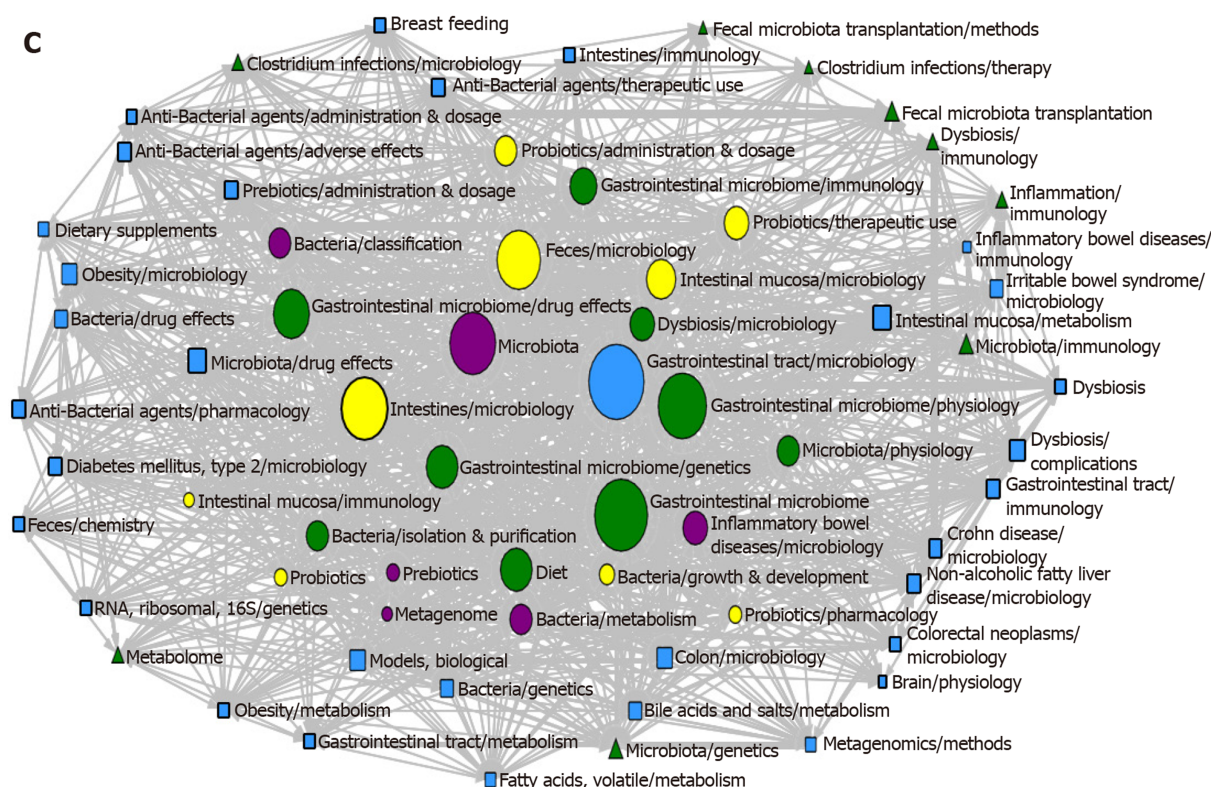 C
Breast feeding
Fecal microbiota transplantation/methods
Clostridium infections/microbiology
Intestines/immunology
Clostridium infections/therapy
Anti-Bacterial agents/therapeutic use
Anti-Bacterial agents/administration & dosage
Fecal microbiota transplantation
Anti-Bacterial agents/adverse effects
Probiotics/administration & dosage
Dysbiosis/
immunology
Prebiotics/administration & dosage
Gastrointestinal microbiome/immunology
Inflammation/
immunology
Dietary supplements
Bacteria/classification
Feces/microbiology
Probiotics/therapeutic use
Inflammatory bowel diseases/
immunology
Obesity/microbiology
Intestinal mucosa/microbiology
Irritable bowel syndrome/
microbiology
Bacteria/drug effects
Gastrointestinal microbiome/drug effects
Dysbiosis/microbiology
Intestinal mucosa/metabolism
Microbiota/drug effects
Microbiota
Gastrointestinal tract/microbiology
Microbiota/immunology
Anti-Bacterial agents/pharmacology
Intestines/microbiology
Gastrointestinal microbiome/physiology
Dysbiosis
Diabetes mellitus, type 2/microbiology
Gastrointestinal microbiome/genetics
Microbiota/physiology
Dysbiosis/
complications
Intestinal mucosa/immunology
Gastrointestinal microbiome
Gastrointestinal tract/
immunology
Feces/chemistry
Bacteria/isolation & purification
Inflammatory bowel
diseases/microbiology
Crohn disease/
microbiology
Probiotics
Prebiotics
Diet
Bacteria/growth & development
Non-alcoholic fatty liver
disease/microbiology
RNA, ribosomal, 16S/genetics
Metagenome
Bacteria/metabolism
Probiotics/pharmacology
Colorectal neoplasms/
microbiology
Metabolome
Models, biological
Colon/microbiology
Brain/physiology
Bacteria/genetics
Obesity/metabolism
Bile acids and salts/metabolism
Gastrointestinal tract/metabolism
Microbiota/genetics
Metagenomics/methods
Fatty acids, volatile/metabolism